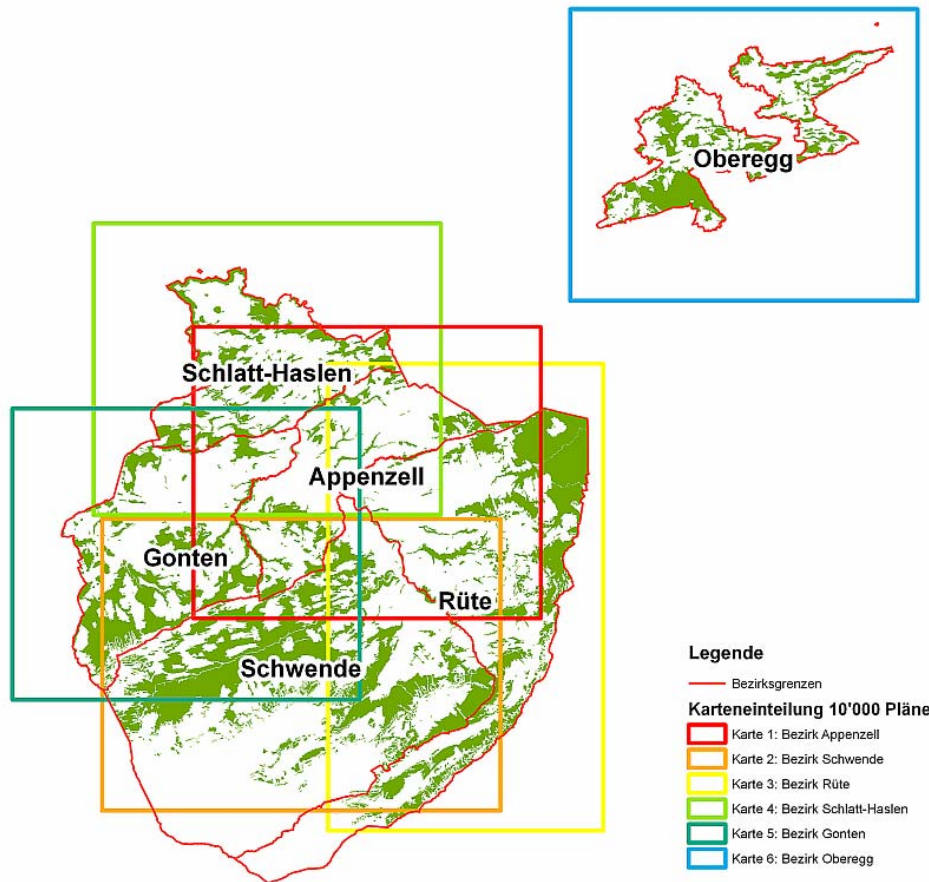 Oberegg
Schlatt-Haslen
Appenzell
Gonten
Rüte
Schwende
Legende
Bezirksgrenzen
Karteneinteilung 10'000 Pläne
Karte 1: Bezirk Appenzell
Karte 2: Bezirk Schwende
Karte 3: Bezirk Rüte
Karte 4: Bezirk Schlatt-Haslen
Karte 5: Bezirk Gonten
Karte 6: Bezirk Oberegg